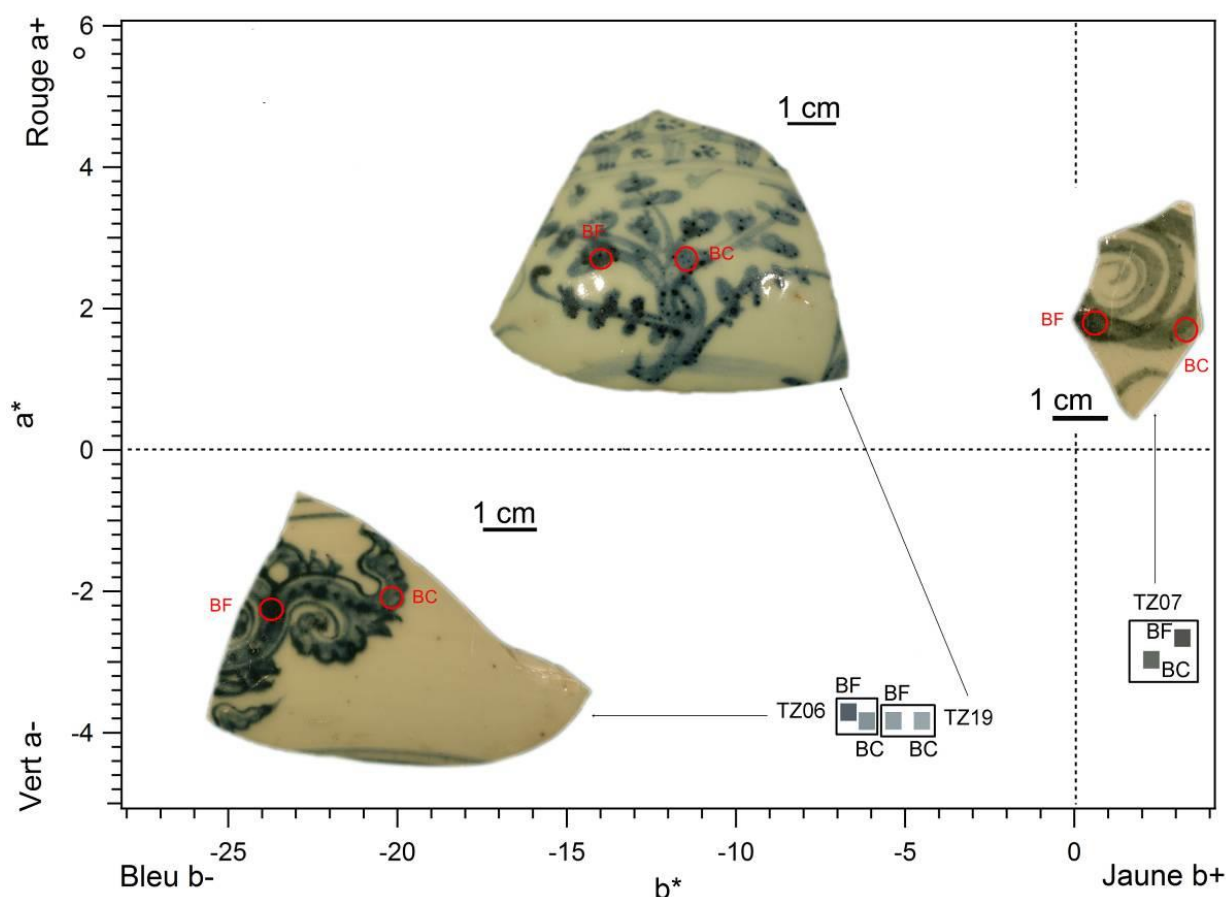 Rouge a+
a*
Vert a-
6
4
2
0
-2
-4
1 cm
BF
BC
BF
BC
1 cm
1 cm
BF
BC
TZ07
BF
BC
TZ06
BF
BC
BF
BC
TZ19
-25
-20
-15
-10
-5
0
Bleu b-
b*
Jaune b+